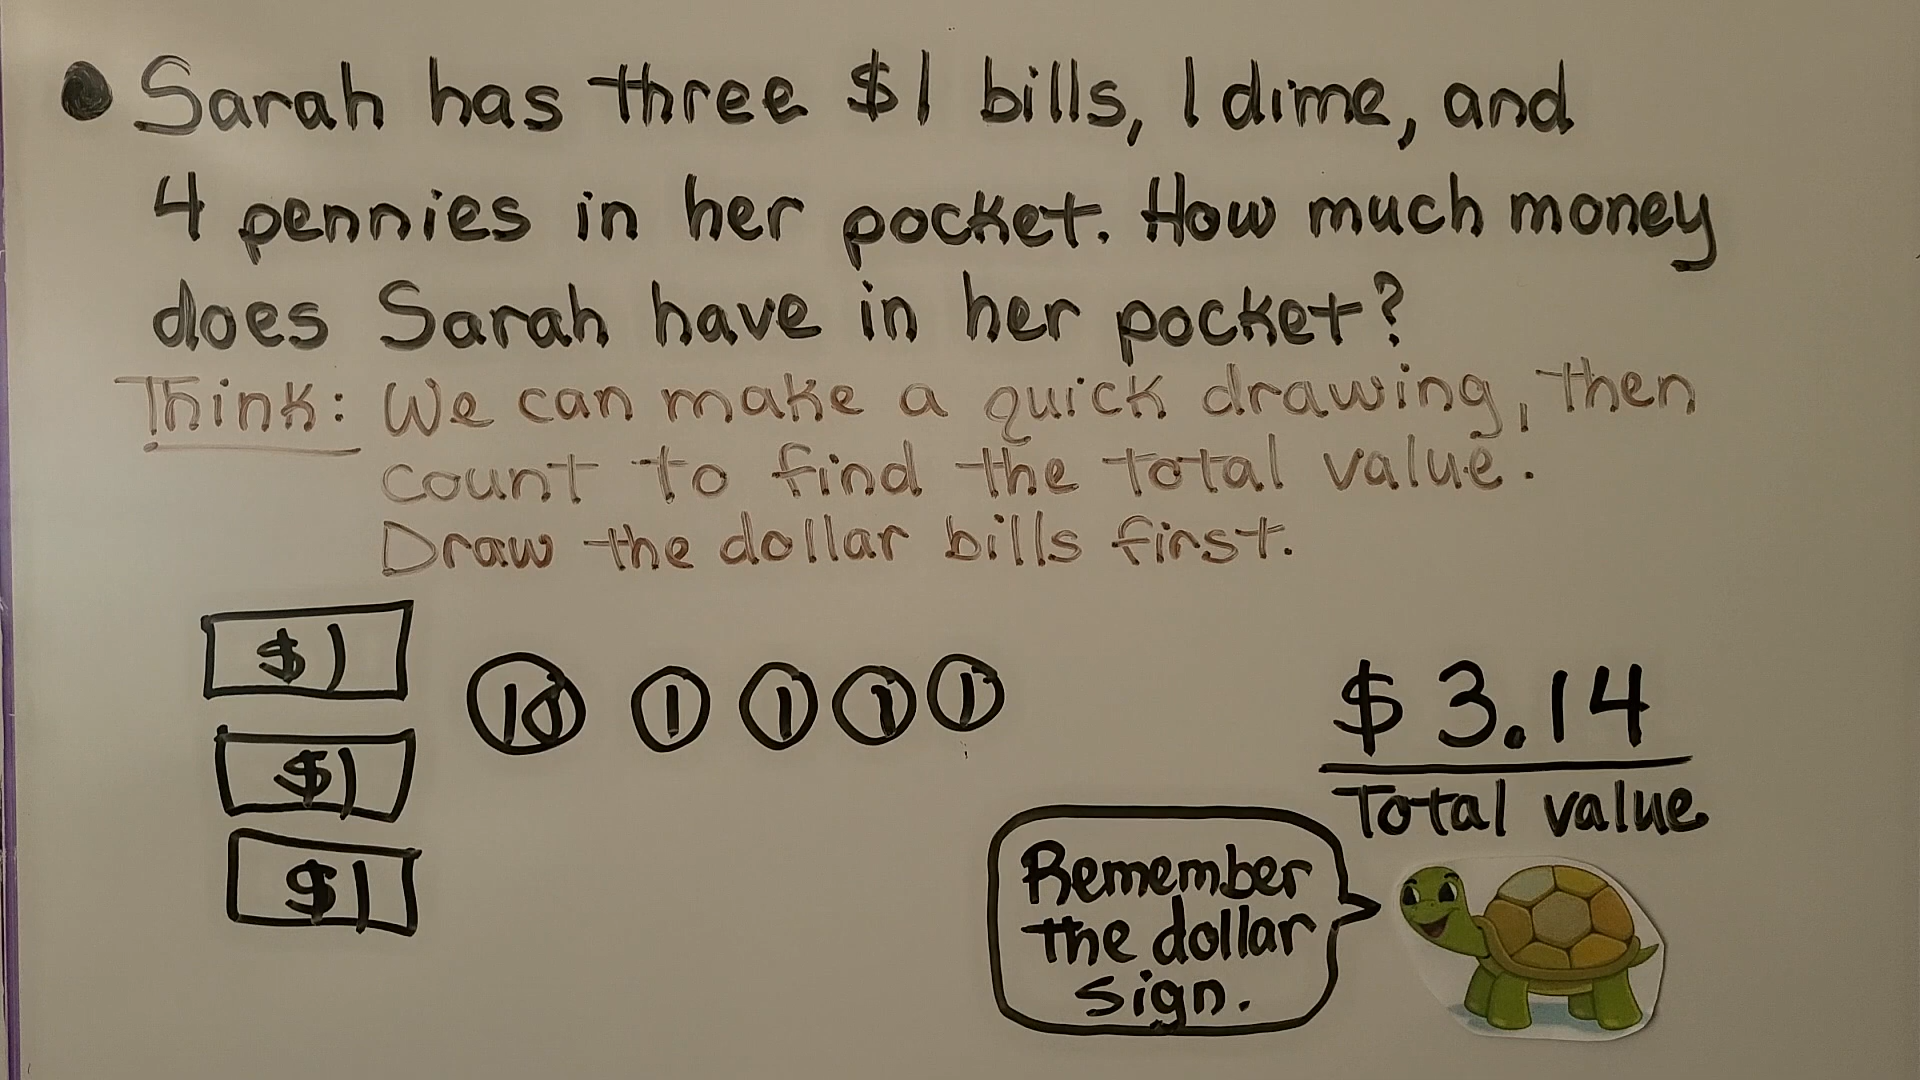 Sarah has three $1 bills, 1 dime, and
4 pennies in her pocket. How much money
does Sarah have in her pocket?
Think: We can make a quick drawing, then
count to find the total value.
Draw the dollar bills first.
$1
$1
$1
10 1 1 1 1
$3.14
Total value
Remember
the dollar
sign.